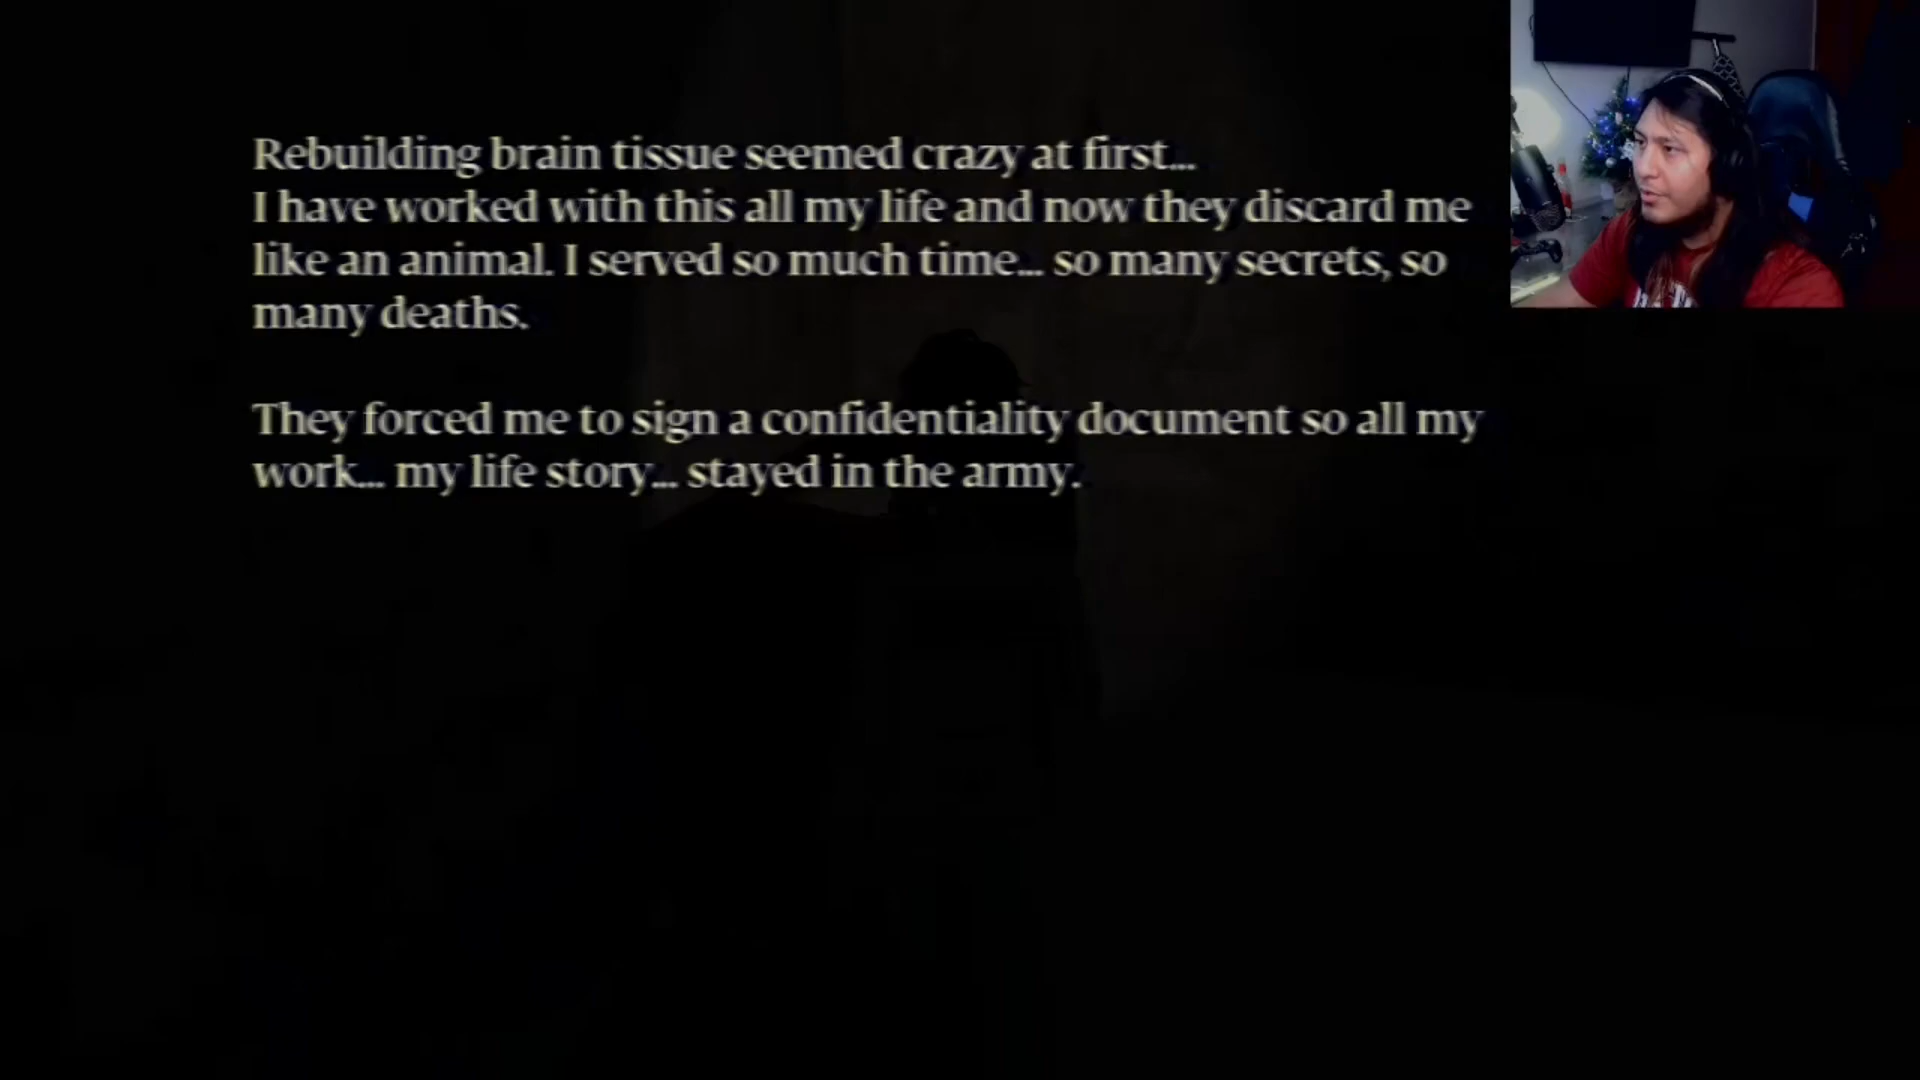 Rebuilding brain tissue seemed crazy at first...
I have worked with this all my life and now they discard me
like an animal. I served so much time... so many secrets, so
many deaths.
They forced me to sign a confidentiality document so all my
work... my life story... stayed in the army.